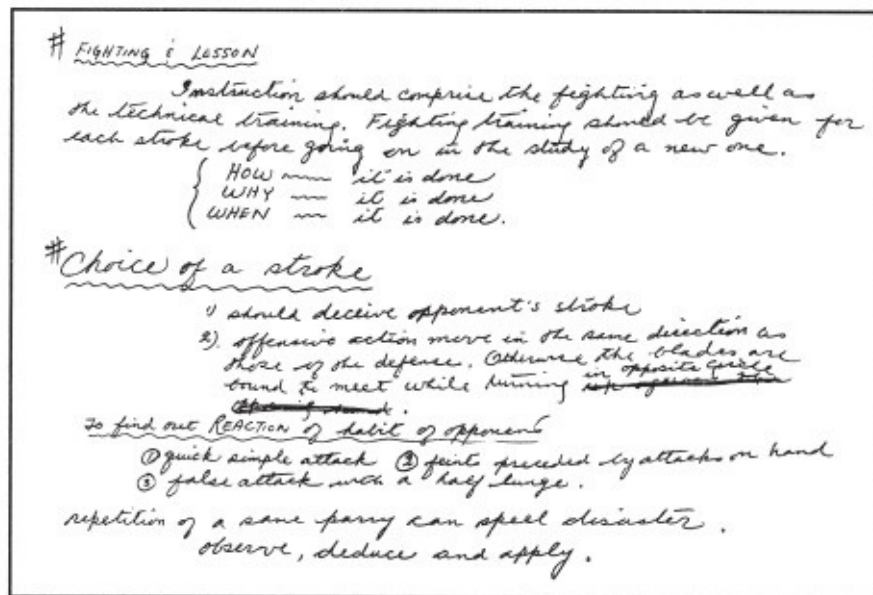 # FIGHTING & LESSON
Instruction should comprise the fighting as well as
the technical training. Fighting training should be given for
each stroke before going on in the study of a new one.
HOW — it is done
WHY — it is done
WHEN — it is done.
# Choice of a stroke
1) should deceive opponent's stroke
2). offensive action move in the same direction as
those of the defense. Otherwise the blades are
bound to meet while turning in opposite circle
.
To find out REACTION of habit of opponent
① quick simple attack ② feints preceded by attacks on hand
③ false attack with a half lunge.
repetition of a same parry can spell disaster.
observe, deduce and apply.